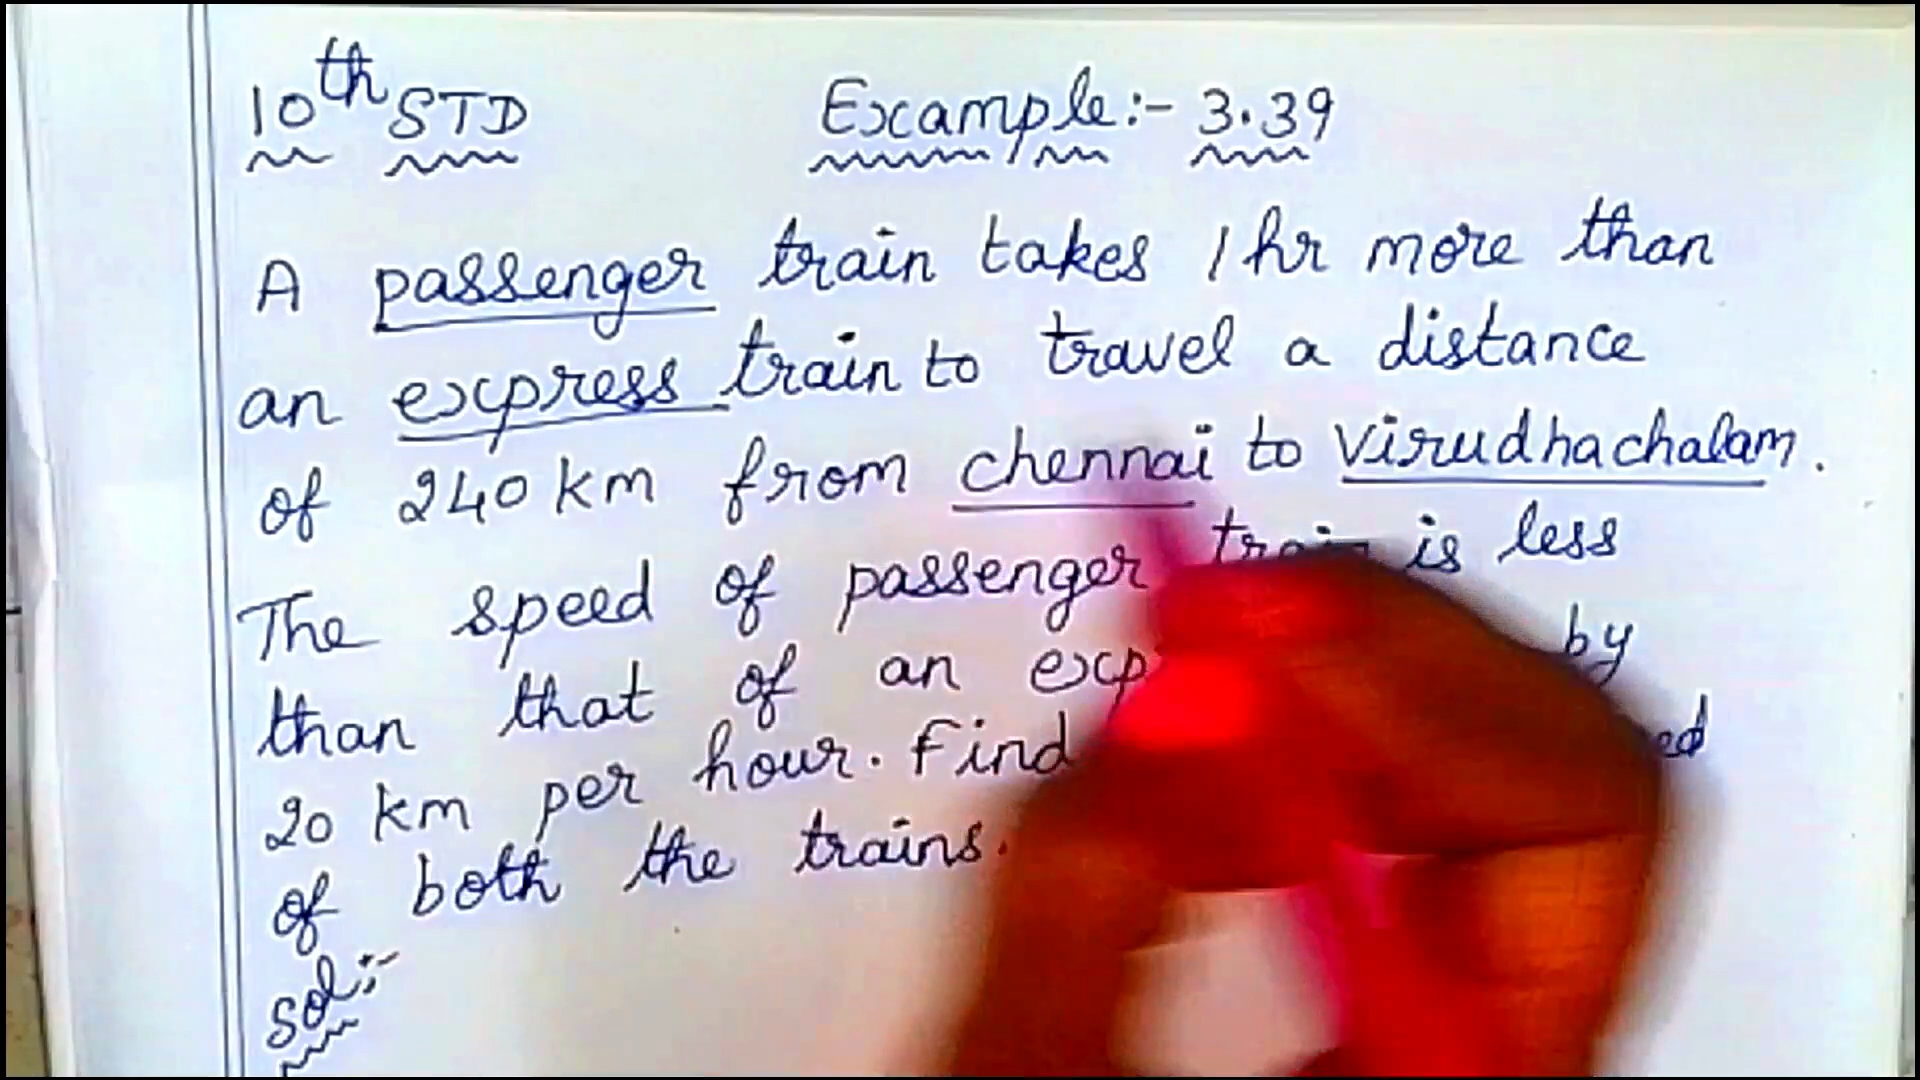 10th STD Example:- 3.39
A passenger train takes 1 hr more than
an express train to travel a distance
of 240 km from chennai to virudhachalam.
The speed of passenger train is less
than that of an by
20 km per hour. Find
of both the trains.
Sol:-